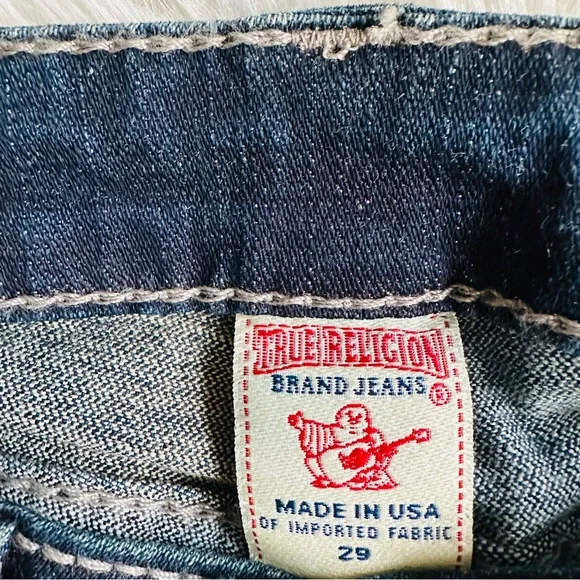 TRUE RELIGION
BRAND JEANS ®
MADE IN USA
OF IMPORTED FABRIC
29